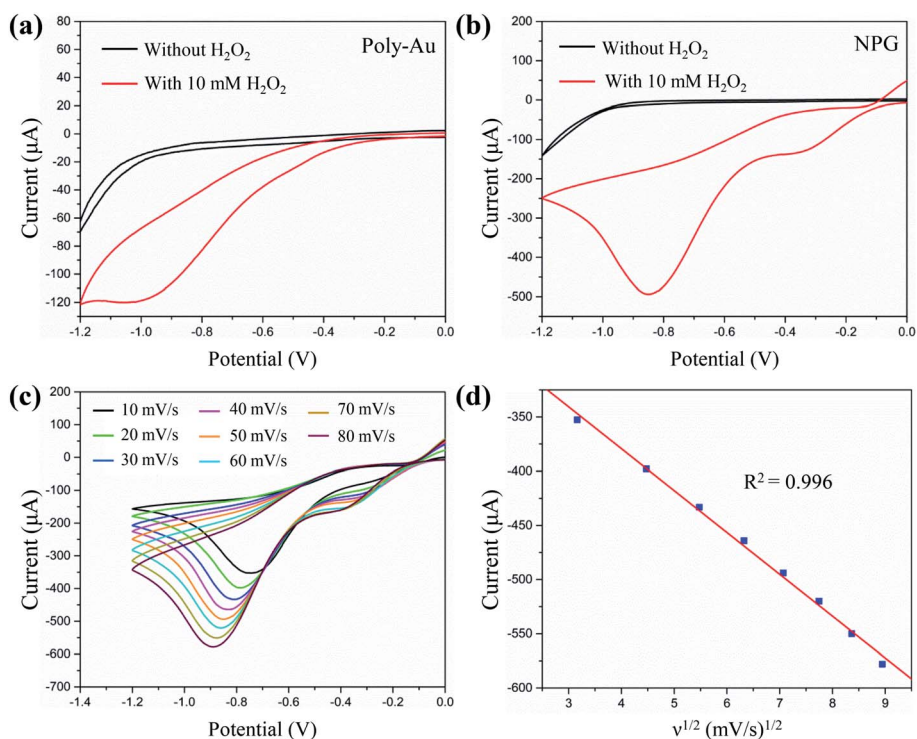 (a)
80
60
40
20
0
-20
-40
-60
-80
-100
-120
Without H₂O₂
With 10 mM H₂O₂
Poly-Au
Current (μA)
-1.2 -1.0 -0.8 -0.6 -0.4 -0.2 0.0
Potential (V)
(b)
200
100
0
-100
-200
-300
-400
-500
Without H₂O₂
With 10 mM H₂O₂
NPG
Current (μA)
-1.2 -1.0 -0.8 -0.6 -0.4 -0.2 0.0
Potential (V)
(c)
200
100
0
-100
-200
-300
-400
-500
-600
-700
10 mV/s 40 mV/s 70 mV/s
20 mV/s 50 mV/s 80 mV/s
30 mV/s 60 mV/s
Current (μA)
-1.4 -1.2 -1.0 -0.8 -0.6 -0.4 -0.2 0.0
Potential (V)
(d)
-350
-400
-450
-500
-550
-600
R² = 0.996
Current (μA)
3 4 5 6 7 8 9
ν¹/² (mV/s)¹/²